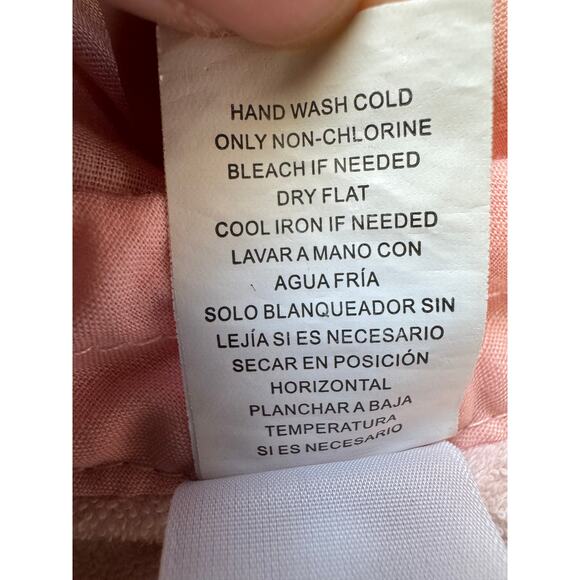 HAND WASH COLD
ONLY NON-CHLORINE
BLEACH IF NEEDED
DRY FLAT
COOL IRON IF NEEDED
LAVAR A MANO CON
AGUA FRÍA
SOLO BLANQUEADOR SIN
LEJÍA SI ES NECESARIO
SECAR EN POSICIÓN
HORIZONTAL
PLANCHAR A BAJA
TEMPERATURA
SI ES NECESARIO